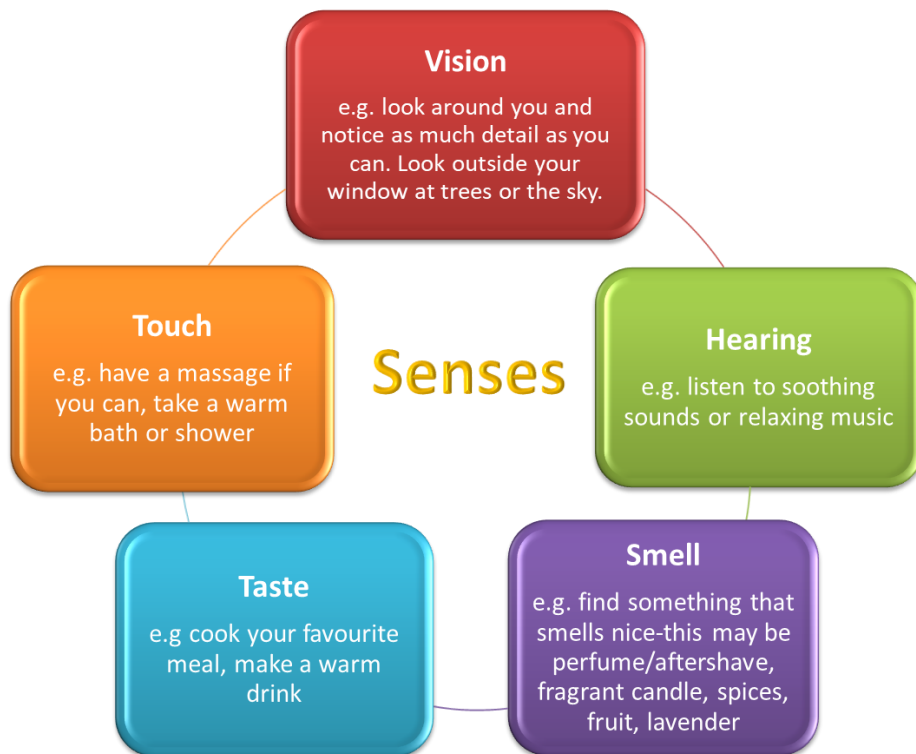 Vision
e.g. look around you and
notice as much detail as you
can. Look outside your
window at trees or the sky.
Touch
e.g. have a massage if
you can, take a warm
bath or shower
Senses
Hearing
e.g. listen to soothing
sounds or relaxing music
Taste
e.g cook your favourite
meal, make a warm
drink
Smell
e.g. find something that
smells nice-this may be
perfume/aftershave,
fragrant candle, spices,
fruit, lavender